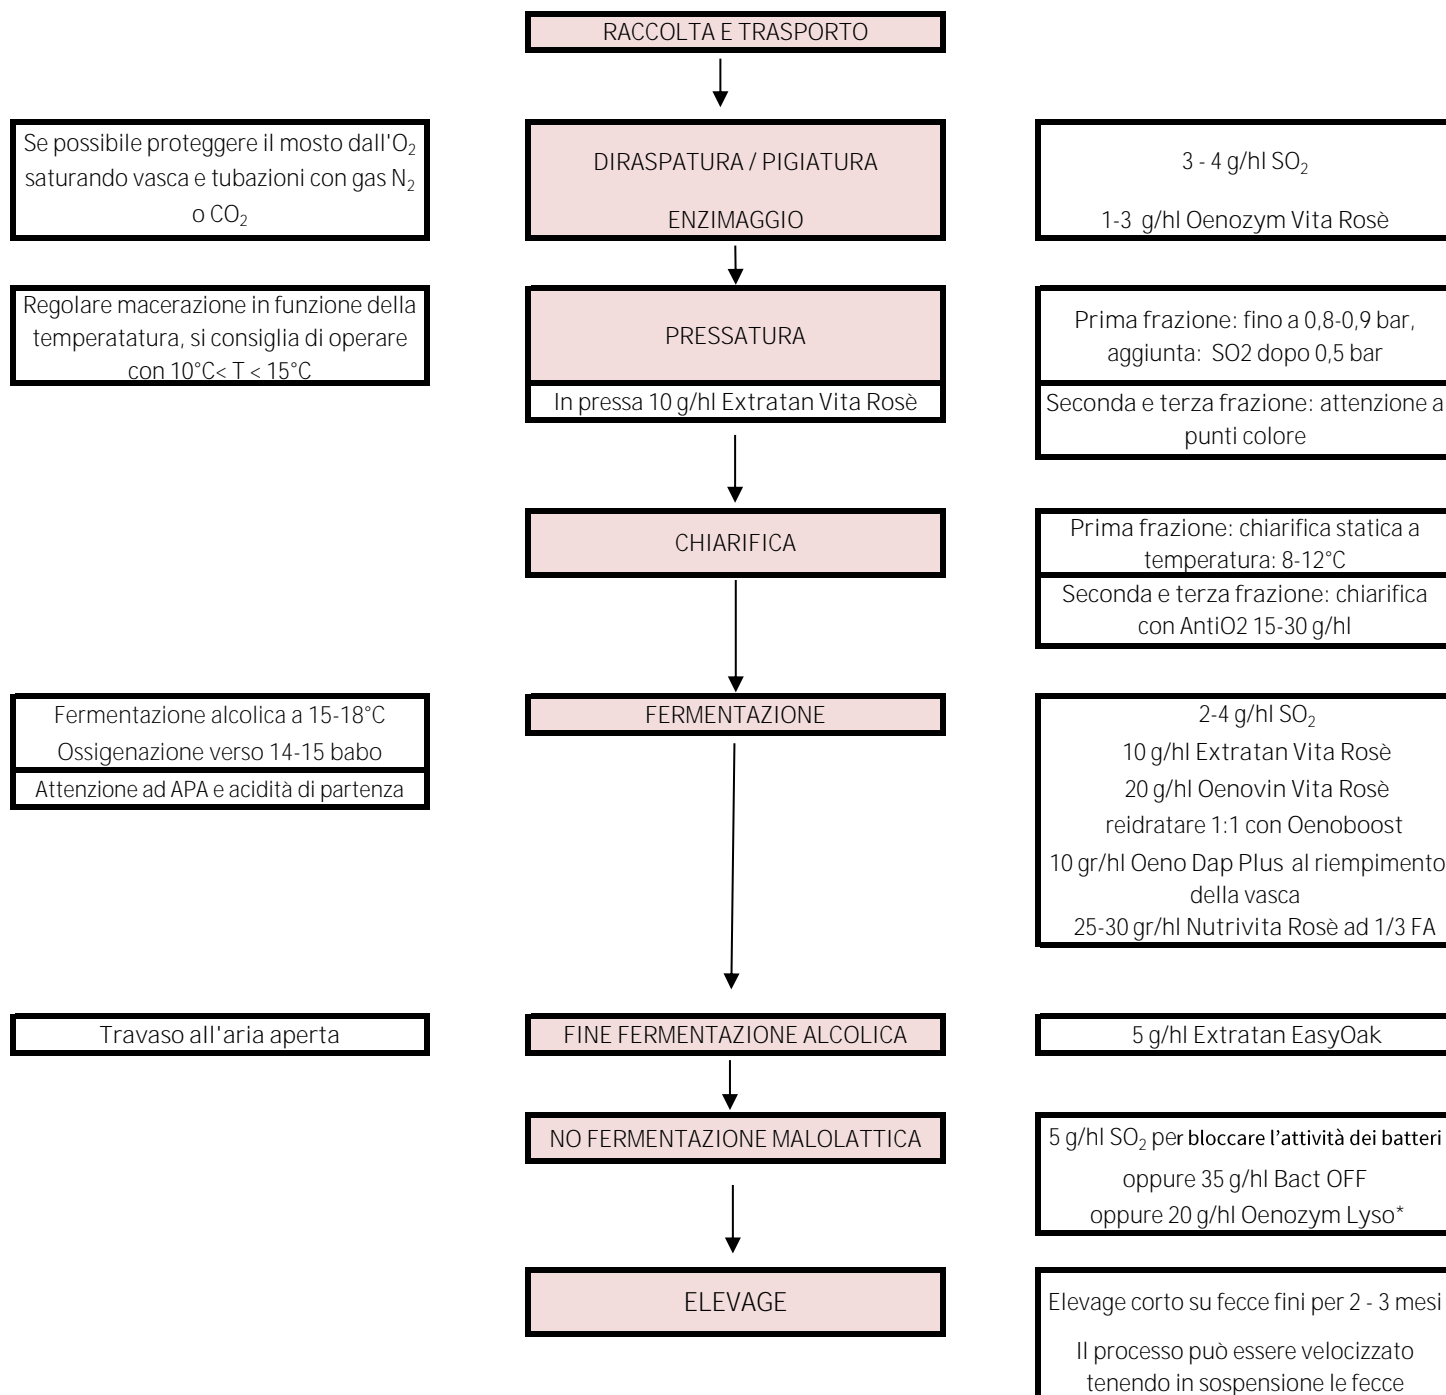 RACCOLTA E TRASPORTO
Se possibile proteggere il mosto dall'O₂
saturando vasca e tubazioni con gas N₂
o CO₂
DIRASPATURA / PIGIATURA
ENZIMAGGIO
3 - 4 g/hl SO₂
1-3 g/hl Oenozym Vita Rosè
Regolare macerazione in funzione della
temperatatura, si consiglia di operare
con 10°C< T < 15°C
PRESSATURA
In pressa 10 g/hl Extratan Vita Rosè
Prima frazione: fino a 0,8-0,9 bar,
aggiunta: SO2 dopo 0,5 bar
Seconda e terza frazione: attenzione a
punti colore
CHIARIFICA
Prima frazione: chiarifica statica a
temperatura: 8-12°C
Seconda e terza frazione: chiarifica
con AntiO2 15-30 g/hl
Fermentazione alcolica a 15-18°C
Ossigenazione verso 14-15 babo
Attenzione ad APA e acidità di partenza
FERMENTAZIONE
2-4 g/hl SO₂
10 g/hl Extratan Vita Rosè
20 g/hl Oenovin Vita Rosè
reidratare 1:1 con Oenoboost
10 gr/hl Oeno Dap Plus al riempimento
della vasca
25-30 gr/hl Nutrivita Rosè ad 1/3 FA
Travaso all'aria aperta
FINE FERMENTAZIONE ALCOLICA
5 g/hl Extratan EasyOak
NO FERMENTAZIONE MALOLATTICA
5 g/hl SO₂ per bloccare l’attività dei batteri
oppure 35 g/hl Bact OFF
oppure 20 g/hl Oenozym Lyso*
ELEVAGE
Elevage corto su fecce fini per 2 - 3 mesi
Il processo può essere velocizzato
tenendo in sospensione le fecce